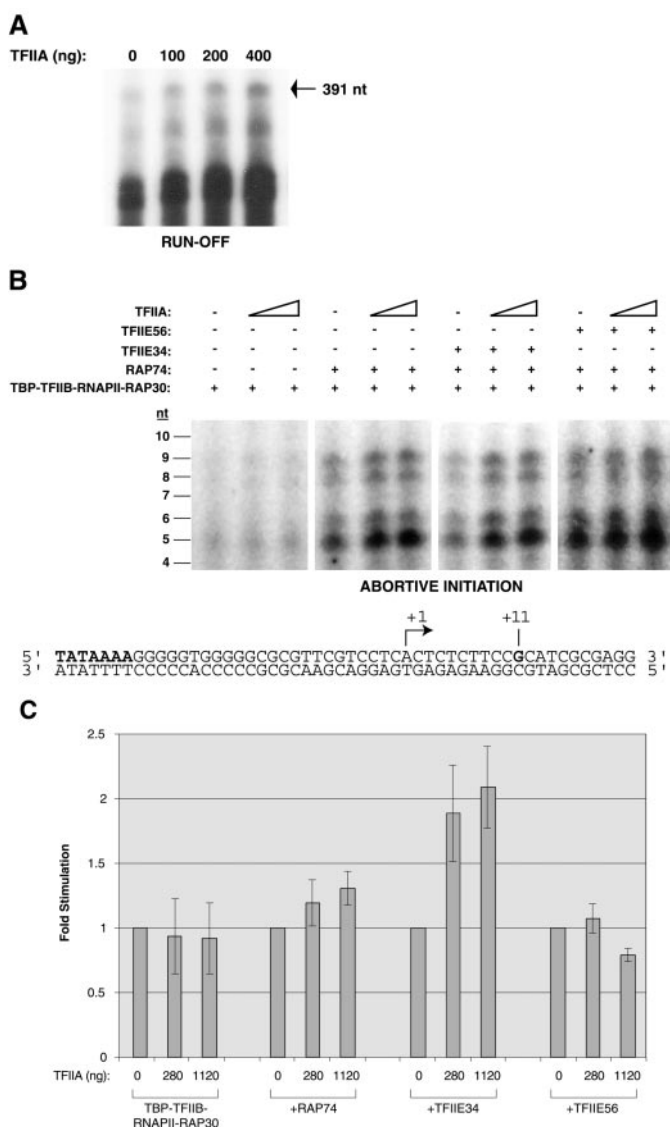 A
TFIIA (ng): 0 100 200 400
391 nt
RUN-OFF
B
TFIIA: - - - -
TFIIE56: - - - - - - - - - + + +
TFIIE34: - - - - - - + + + - - -
RAP74: - - - + + + + + + + + +
TBP-TFIIB-RNAPII-RAP30: + + + + + + + + + + + +
nt
10
9
8
7
6
5
4
ABORTIVE INITIATION
+1 +11
5' TATAAAAGGGGGTGGGGGCGCGTTCGTCCTCACTCTCTTCCGCATCGCGAGG 3'
3' ATATTTTCCCCCACCCCCGCGCAAGCAGGAGTGAGAGAAGGCGTAGCGCTCC 5'
C
Fold Stimulation
2.5
2
1.5
1
0.5
0
TFIIA (ng): 0 280 1120 0 280 1120 0 280 1120 0 280 1120
TBP-TFIIB-
RNAPII-RAP30
+RAP74 +TFIIE34 +TFIIE56